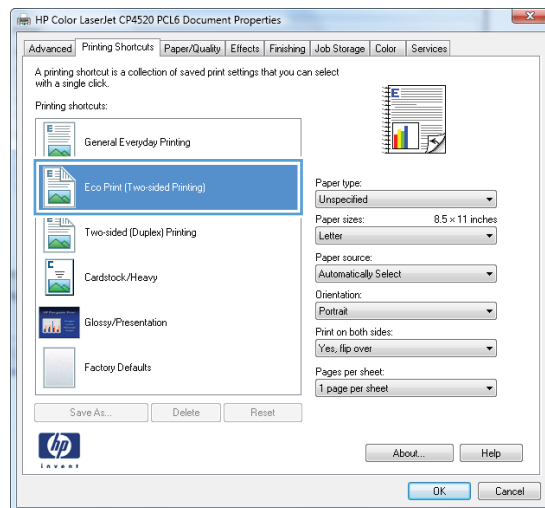 HP Color LaserJet CP4520 PCL6 Document Properties
Advanced Printing Shortcuts Paper/Quality Effects Finishing Job Storage Color Services
A printing shortcut is a collection of saved print settings that you can select
with a single click.
Printing shortcuts:
General Everyday Printing
Eco Print (Two-sided Printing)
Two-sided (Duplex) Printing
Cardstock/Heavy
Glossy/Presentation
Factory Defaults
Save As... Delete Reset
E
Paper type:
Unspecified
Paper sizes: 8.5 × 11 inches
Letter
Paper source:
Automatically Select
Orientation:
Portrait
Print on both sides:
Yes, flip over
Pages per sheet:
1 page per sheet
hp
invent
About... Help
OK Cancel